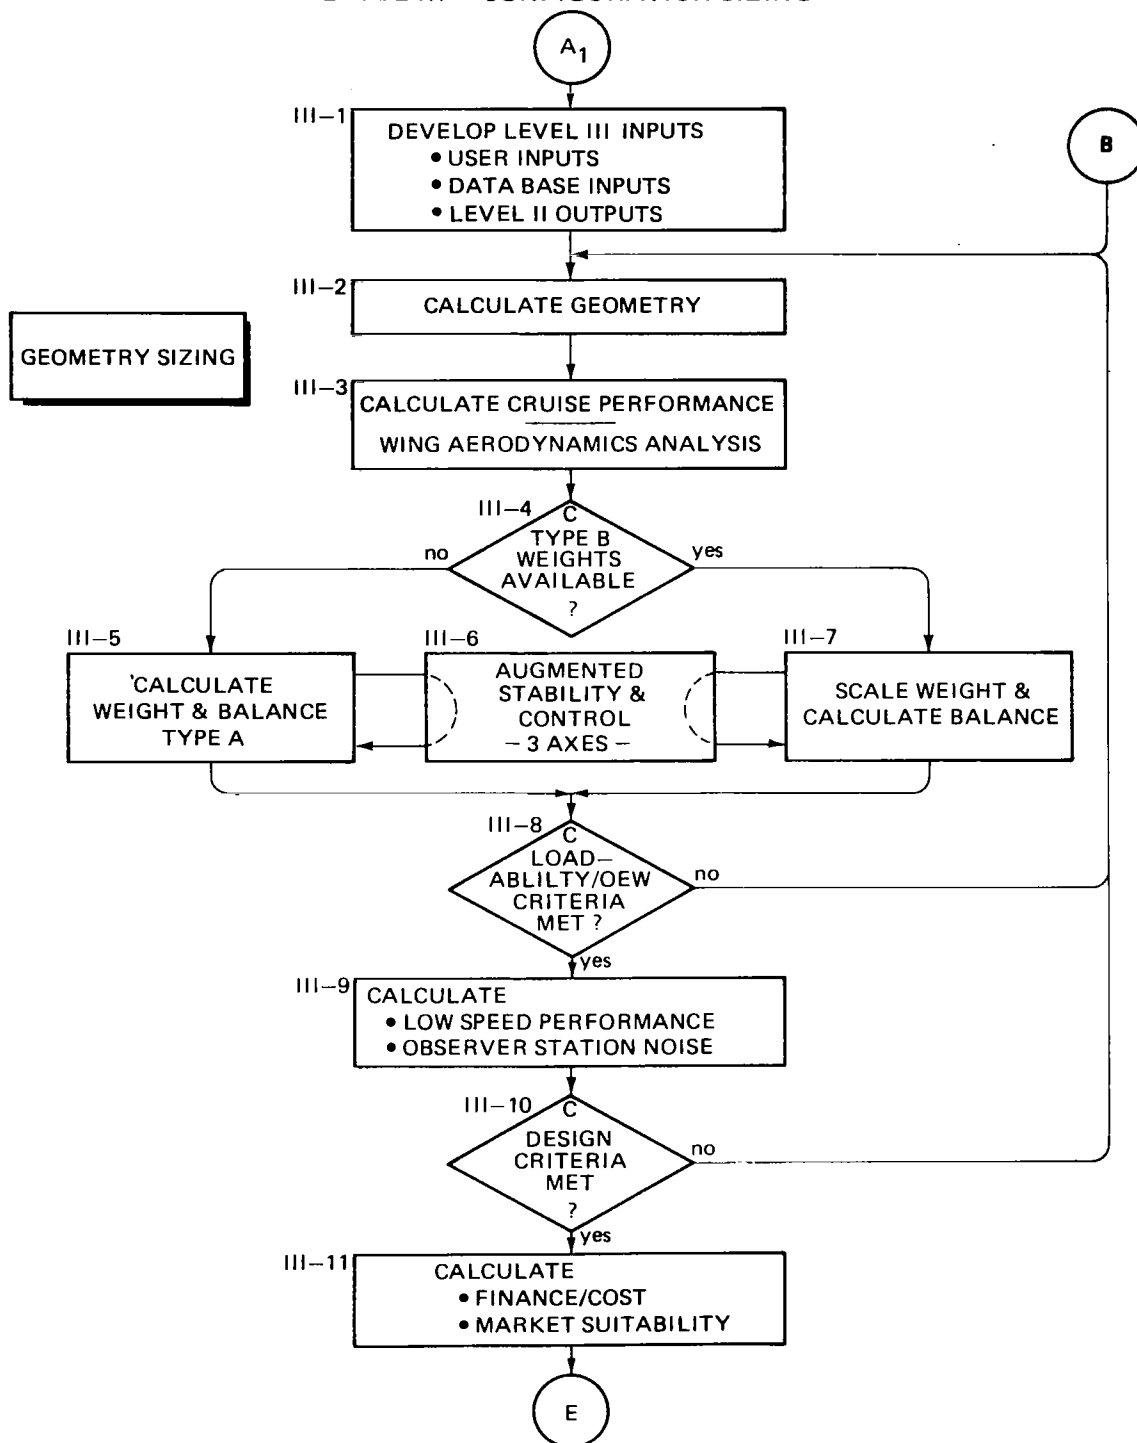 A1
III-1
DEVELOP LEVEL III INPUTS
• USER INPUTS
• DATA BASE INPUTS
• LEVEL II OUTPUTS
B
III-2
CALCULATE GEOMETRY
GEOMETRY SIZING
III-3
CALCULATE CRUISE PERFORMANCE
WING AERODYNAMICS ANALYSIS
III-4
C
TYPE B
WEIGHTS
AVAILABLE
?
no
yes
III-5
CALCULATE
WEIGHT & BALANCE
TYPE A
III-6
AUGMENTED
STABILITY &
CONTROL
- 3 AXES -
III-7
SCALE WEIGHT &
CALCULATE BALANCE
III-8
C
LOAD-
ABLILTY/OEW
CRITERIA
MET ?
no
yes
III-9
CALCULATE
• LOW SPEED PERFORMANCE
• OBSERVER STATION NOISE
III-10
C
DESIGN
CRITERIA
MET
?
no
yes
III-11
CALCULATE
• FINANCE/COST
• MARKET SUITABILITY
E